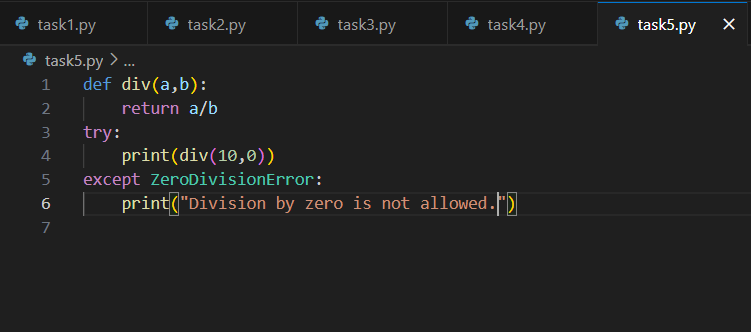 task1.py task2.py task3.py task4.py task5.py ×
task5.py > ...
1 def div(a,b):
2     return a/b
3 try:
4     print(div(10,0))
5 except ZeroDivisionError:
6     print("Division by zero is not allowed.")
7